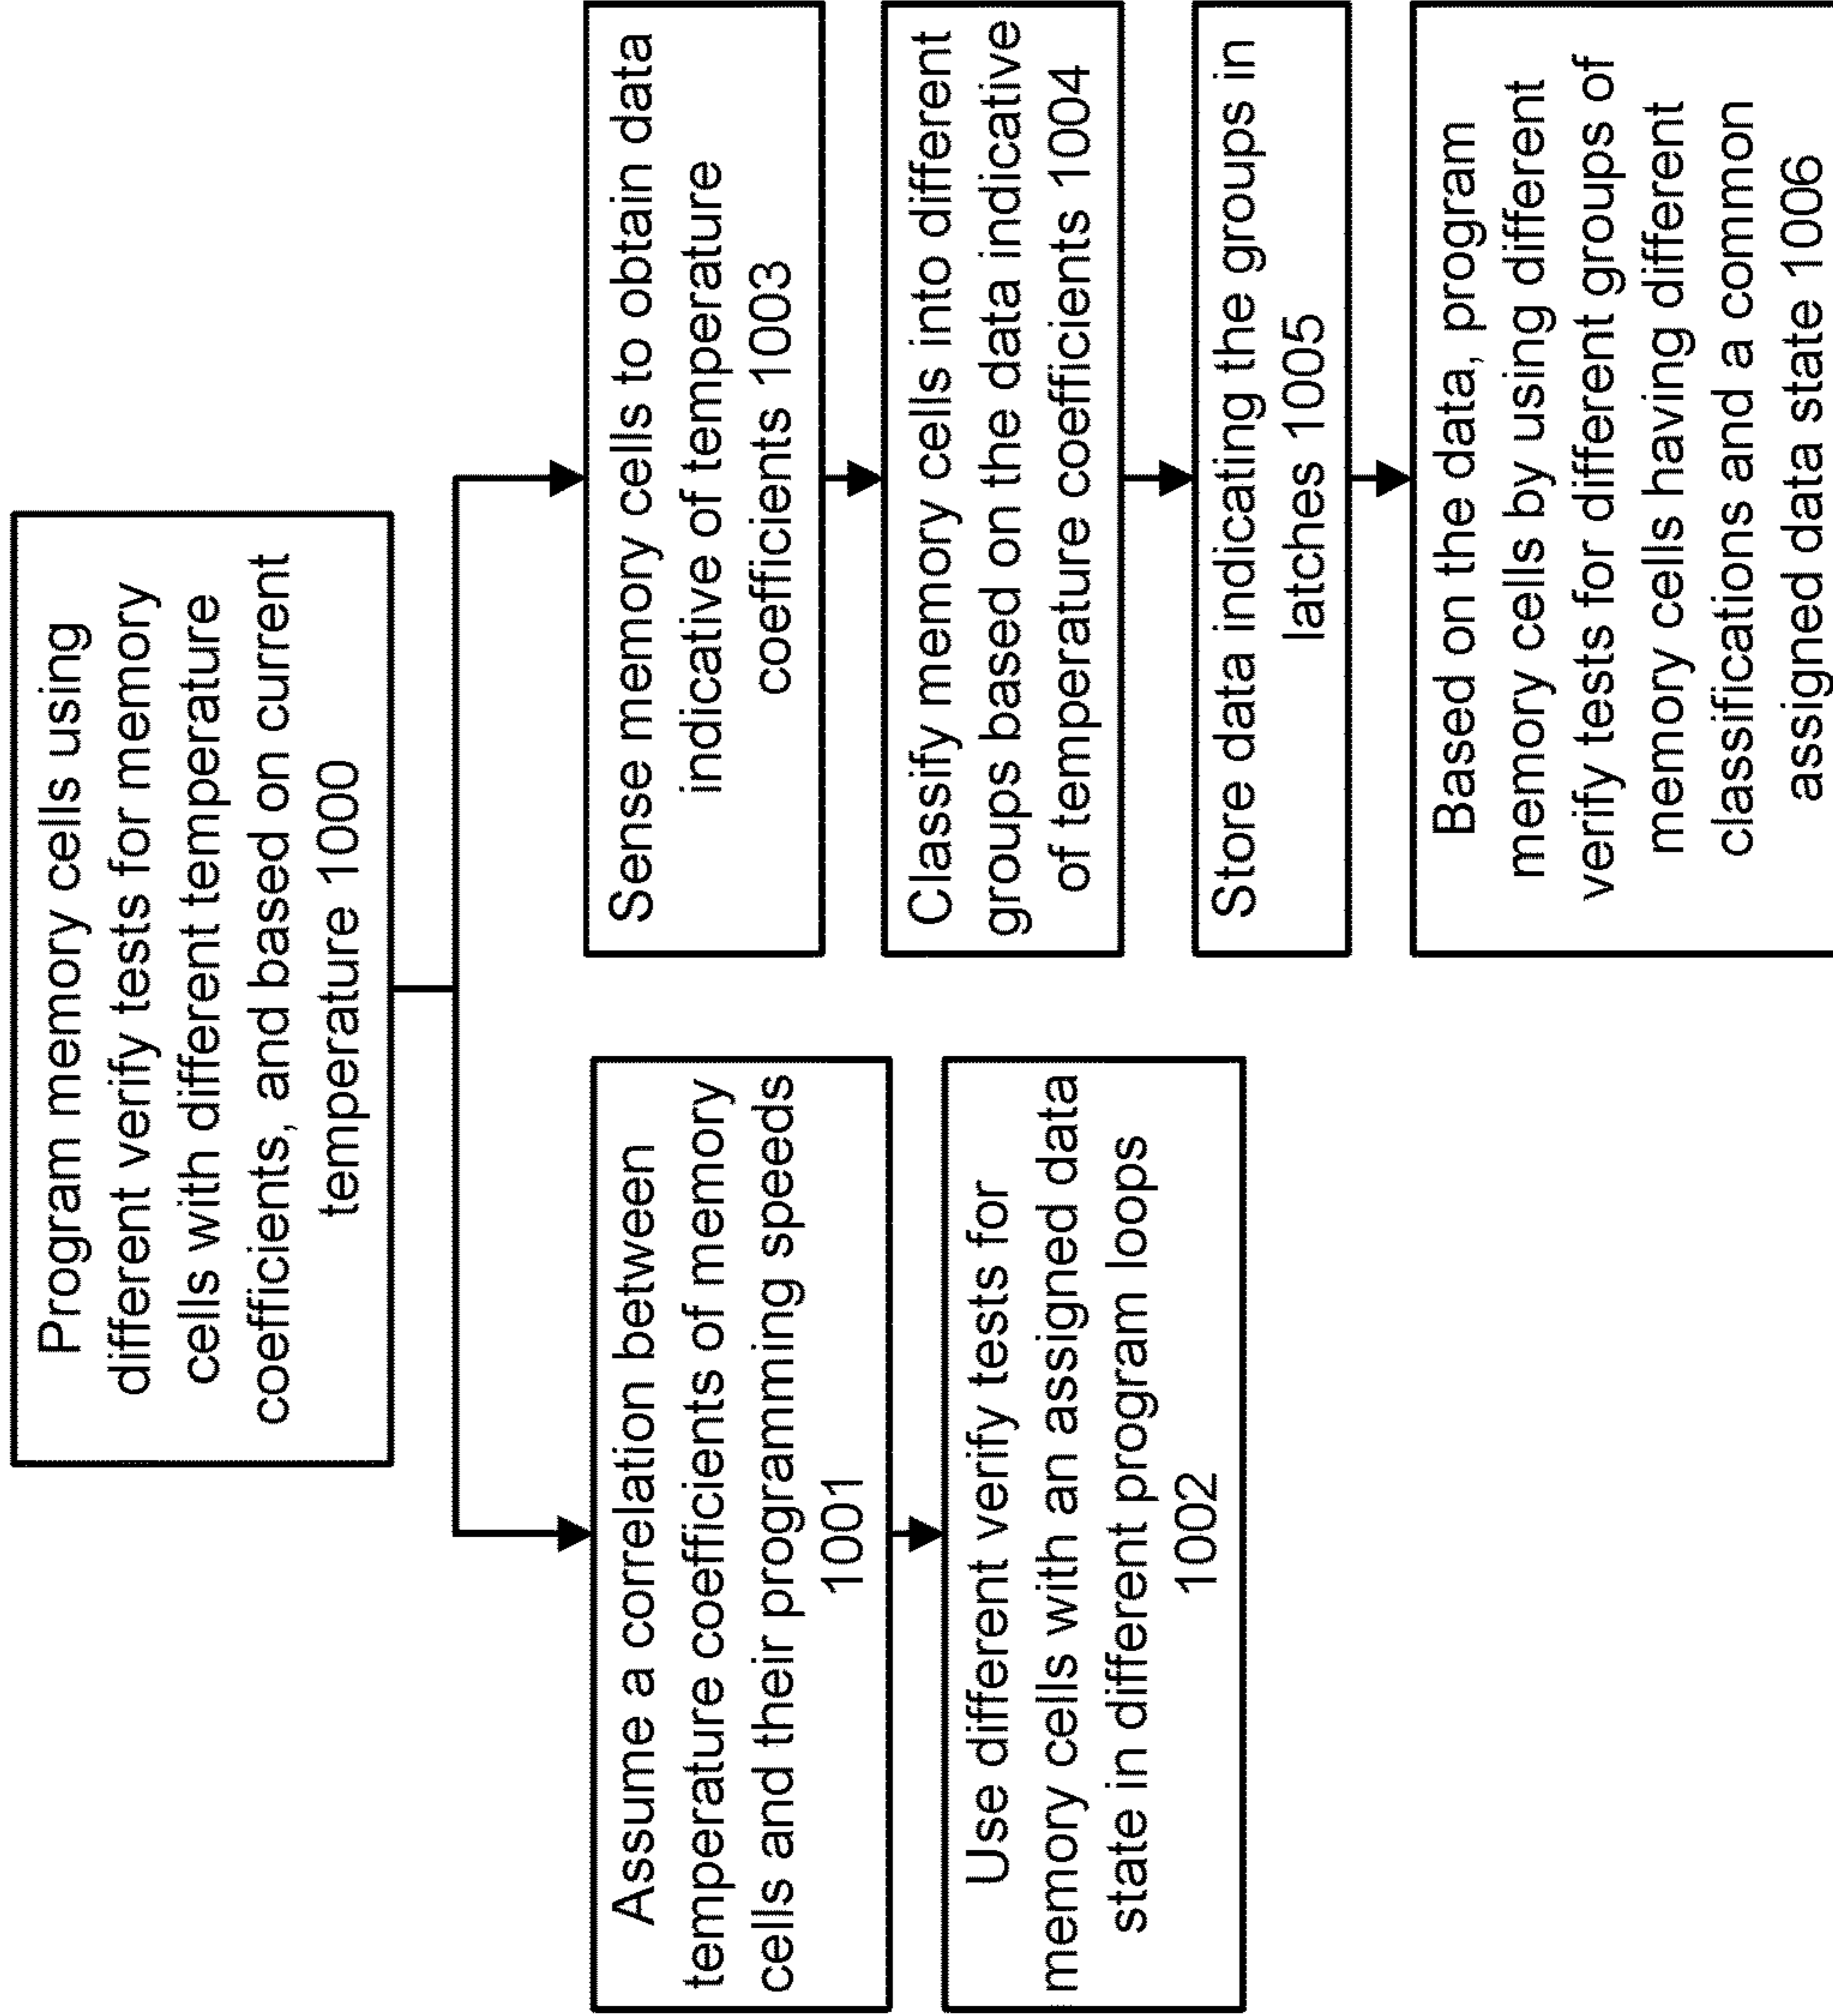 Program memory cells using
different verify tests for memory
cells with different temperature
coefficients, and based on current
temperature 1000
Assume a correlation between
temperature coefficients of memory
cells and their programming speeds
1001
Use different verify tests for
memory cells with an assigned data
state in different program loops
1002
Sense memory cells to obtain data
indicative of temperature
coefficients 1003
Classify memory cells into different
groups based on the data indicative
of temperature coefficients 1004
Store data indicating the groups in
latches 1005
Based on the data, program
memory cells by using different
verify tests for different groups of
memory cells having different
classifications and a common
assigned data state 1006